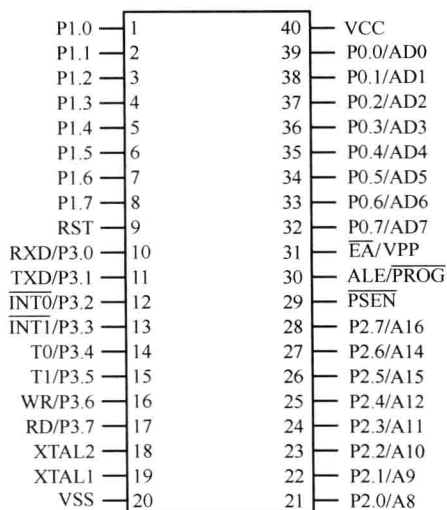 P1.0 1 40 VCC
P1.1 2 39 P0.0/AD0
P1.2 3 38 P0.1/AD1
P1.3 4 37 P0.2/AD2
P1.4 5 36 P0.3/AD3
P1.5 6 35 P0.4/AD4
P1.6 7 34 P0.5/AD5
P1.7 8 33 P0.6/AD6
RST 9 32 P0.7/AD7
RXD/P3.0 10 31 E̅A̅/VPP
TXD/P3.1 11 30 ALE/P̅R̅O̅G̅
I̅N̅T̅0̅/P3.2 12 29 P̅S̅E̅N̅
I̅N̅T̅1̅/P3.3 13 28 P2.7/A16
T0/P3.4 14 27 P2.6/A14
T1/P3.5 15 26 P2.5/A15
WR/P3.6 16 25 P2.4/A12
RD/P3.7 17 24 P2.3/A11
XTAL2 18 23 P2.2/A10
XTAL1 19 22 P2.1/A9
VSS 20 21 P2.0/A8